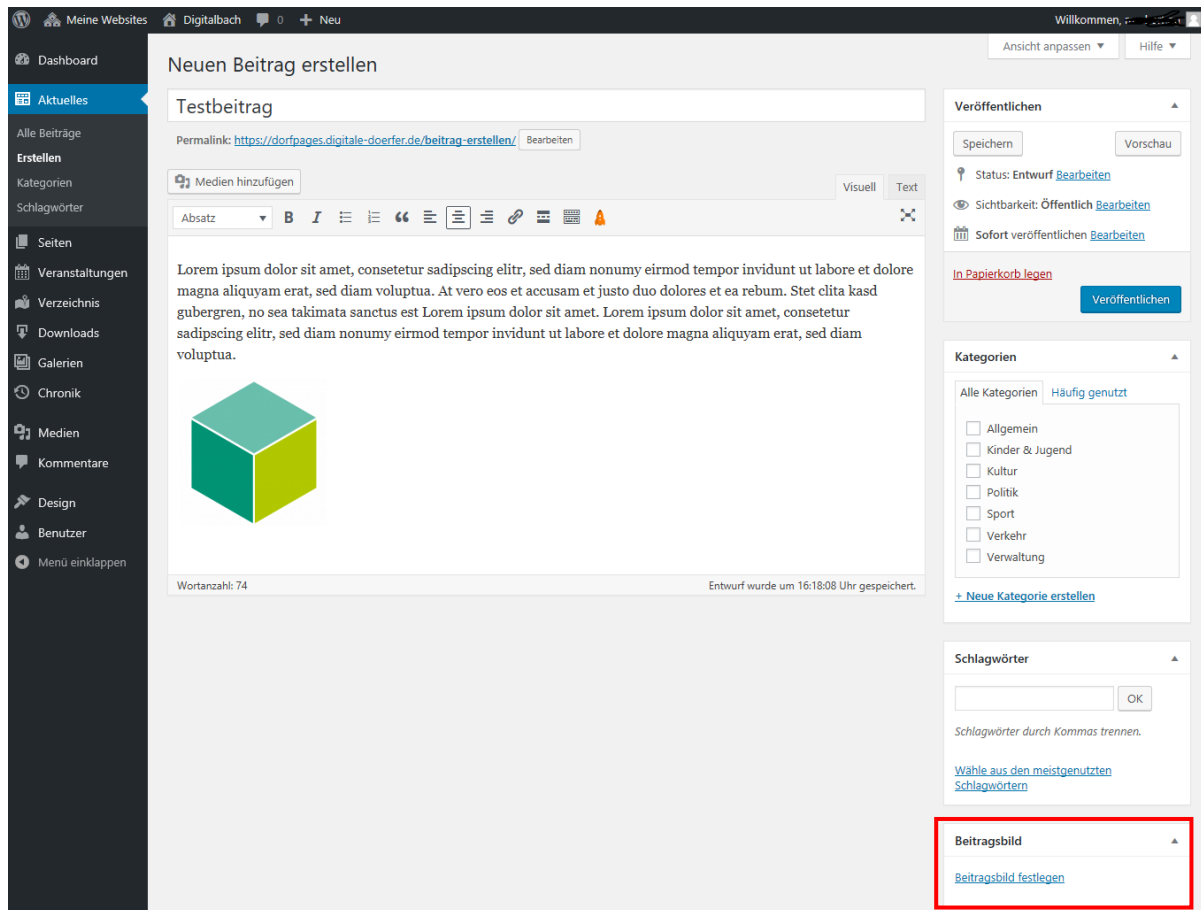 Meine Websites Digitalbach 0 Neu
Willkommen,
Ansicht anpassen Hilfe
Dashboard
Aktuelles
Alle Beiträge
Erstellen
Kategorien
Schlagwörter
Seiten
Veranstaltungen
Verzeichnis
Downloads
Galerien
Chronik
Medien
Kommentare
Design
Benutzer
Menü einklappen
Neuen Beitrag erstellen
Testbeitrag
Permalink: https://dorfpages.digitale-doerfer.de/beitrag-erstellen/ Bearbeiten
Medien hinzufügen
Visuell Text
Absatz B I
Lorem ipsum dolor sit amet, consetetur sadipscing elitr, sed diam nonumy eirmod tempor invidunt ut labore et dolore
magna aliquyam erat, sed diam voluptua. At vero eos et accusam et justo duo dolores et ea rebum. Stet clita kasd
gubergren, no sea takimata sanctus est Lorem ipsum dolor sit amet. Lorem ipsum dolor sit amet, consetetur
sadipscing elitr, sed diam nonumy eirmod tempor invidunt ut labore et dolore magna aliquyam erat, sed diam
voluptua.
Wortanzahl: 74 Entwurf wurde um 16:18:08 Uhr gespeichert.
Veröffentlichen
Speichern Vorschau
Status: Entwurf Bearbeiten
Sichtbarkeit: Öffentlich Bearbeiten
Sofort veröffentlichen Bearbeiten
In Papierkorb legen
Veröffentlichen
Kategorien
Alle Kategorien Häufig genutzt
Allgemein
Kinder & Jugend
Kultur
Politik
Sport
Verkehr
Verwaltung
+ Neue Kategorie erstellen
Schlagwörter
OK
Schlagwörter durch Kommas trennen.
Wähle aus den meistgenutzten
Schlagwörtern
Beitragsbild
Beitragsbild festlegen